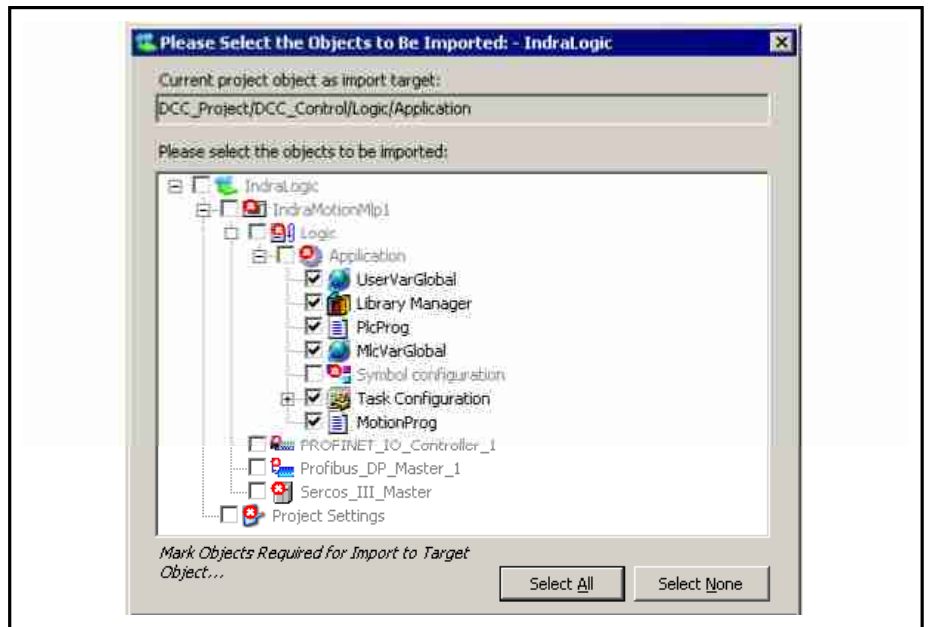 Please Select the Objects to Be Imported: - IndraLogic
Current project object as import target:
DCC_Project/DCC_Control/Logic/Application
Please select the objects to be imported:
IndraLogic
IndraMotionMlp1
Logic
Application
UserVarGlobal
Library Manager
PlcProg
MlcVarGlobal
Symbol configuration
Task Configuration
MotionProg
PROFINET_IO_Controller_1
Profibus_DP_Master_1
Sercos_III_Master
Project Settings
Mark Objects Required for Import to Target
Object...
Select All
Select None